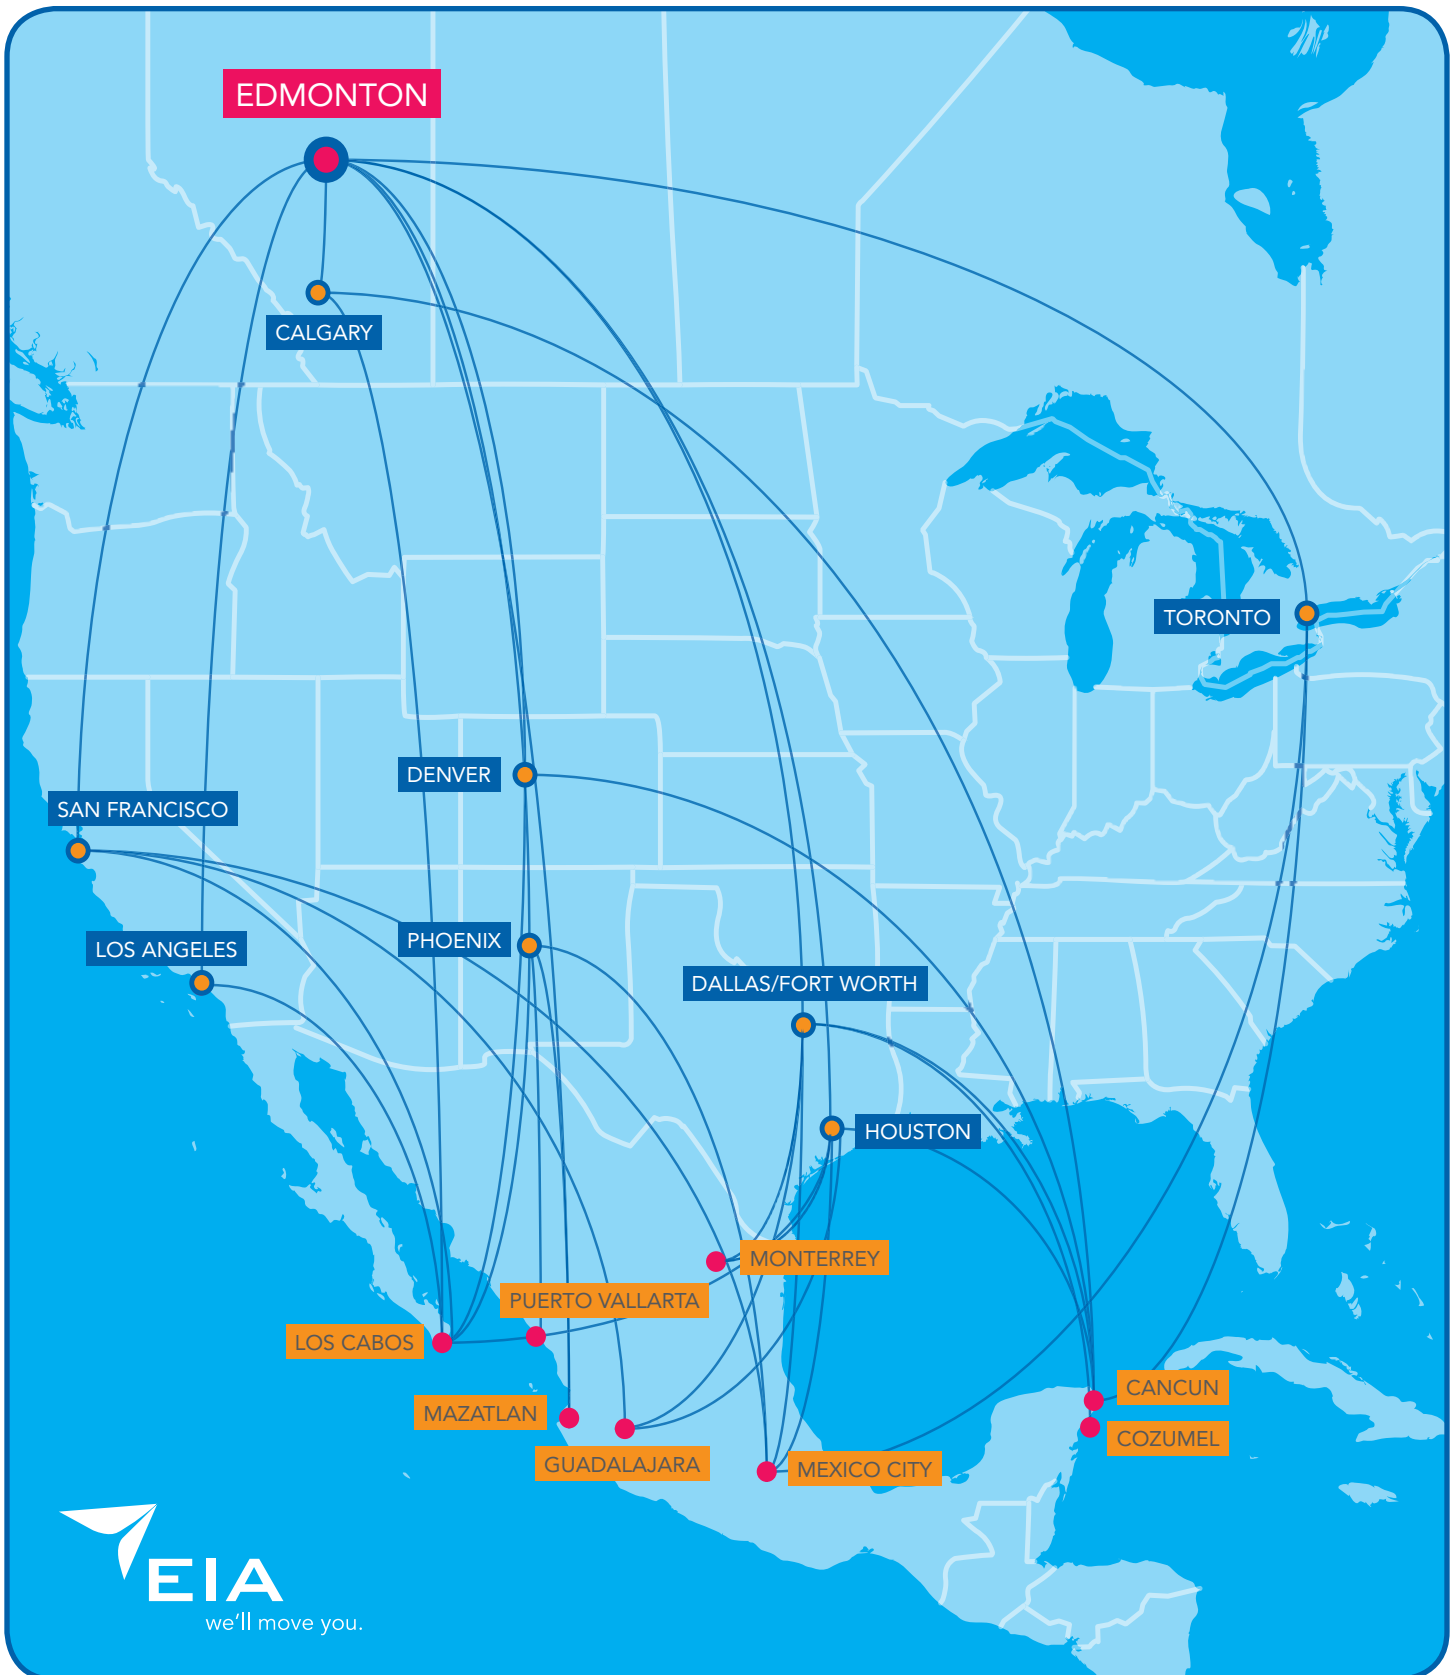 EDMONTON
CALGARY
TORONTO
DENVER
SAN FRANCISCO
PHOENIX
LOS ANGELES
DALLAS/FORT WORTH
HOUSTON
MONTERREY
PUERTO VALLARTA
LOS CABOS
CANCUN
MAZATLAN
COZUMEL
GUADALAJARA
MEXICO CITY
EIA
we'll move you.